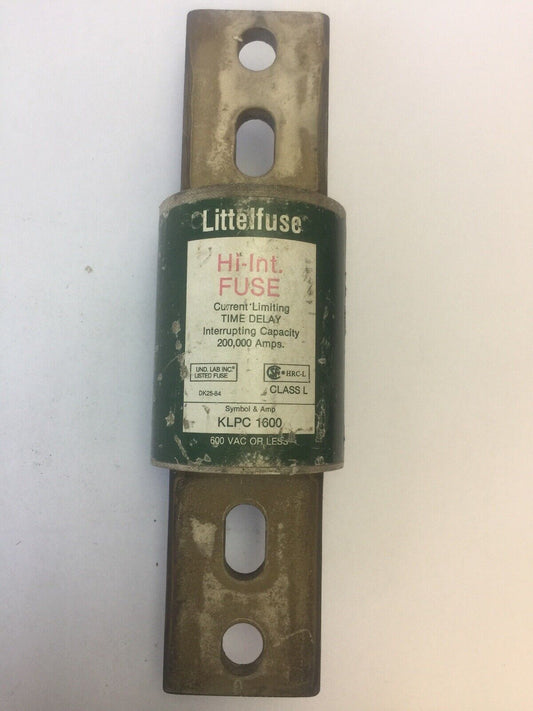 Littelfuse
Hi-Int.
FUSE
Current Limiting
TIME DELAY
Interrupting Capacity
200,000 Amps.
UND. LAB INC.®
LISTED FUSE
HRC-L
DK25-84
CLASS L
Symbol & Amp
KLPC 1600
600 VAC OR LESS